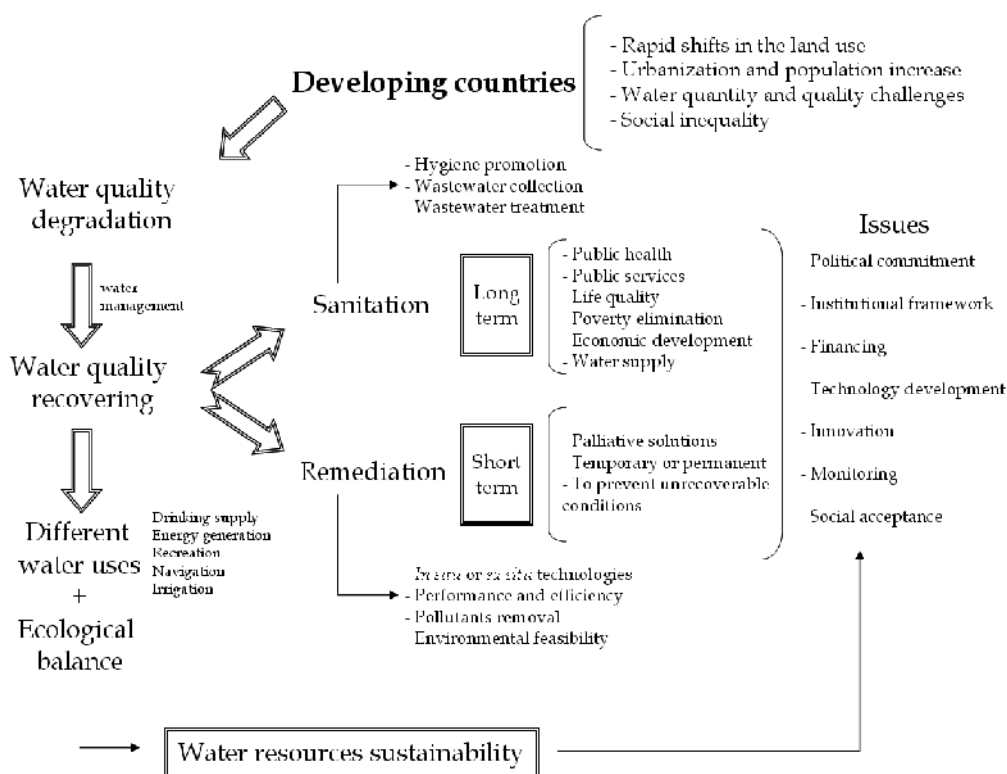 Developing countries
- Rapid shifts in the land use
- Urbanization and population increase
- Water quantity and quality challenges
- Social inequality
Water quality
degradation
water
management
Water quality
recovering
Different
water uses
+
Ecological
balance
Drinking supply
Energy generation
Recreation
Navigation
Irrigation
- Hygiene promotion
- Wastewater collection
Wastewater treatment
Sanitation
Long
term
- Public health
- Public services
Life quality
Poverty elimination
Economic development
- Water supply
Remediation
Short
term
Palliative solutions
Temporary or permanent
- To prevent unrecoverable
conditions
In situ or ex situ technologies
- Performance and efficiency
- Pollutants removal
Environmental feasibility
Issues
Political commitment
- Institutional framework
- Financing
Technology development
- Innovation
- Monitoring
Social acceptance
Water resources sustainability